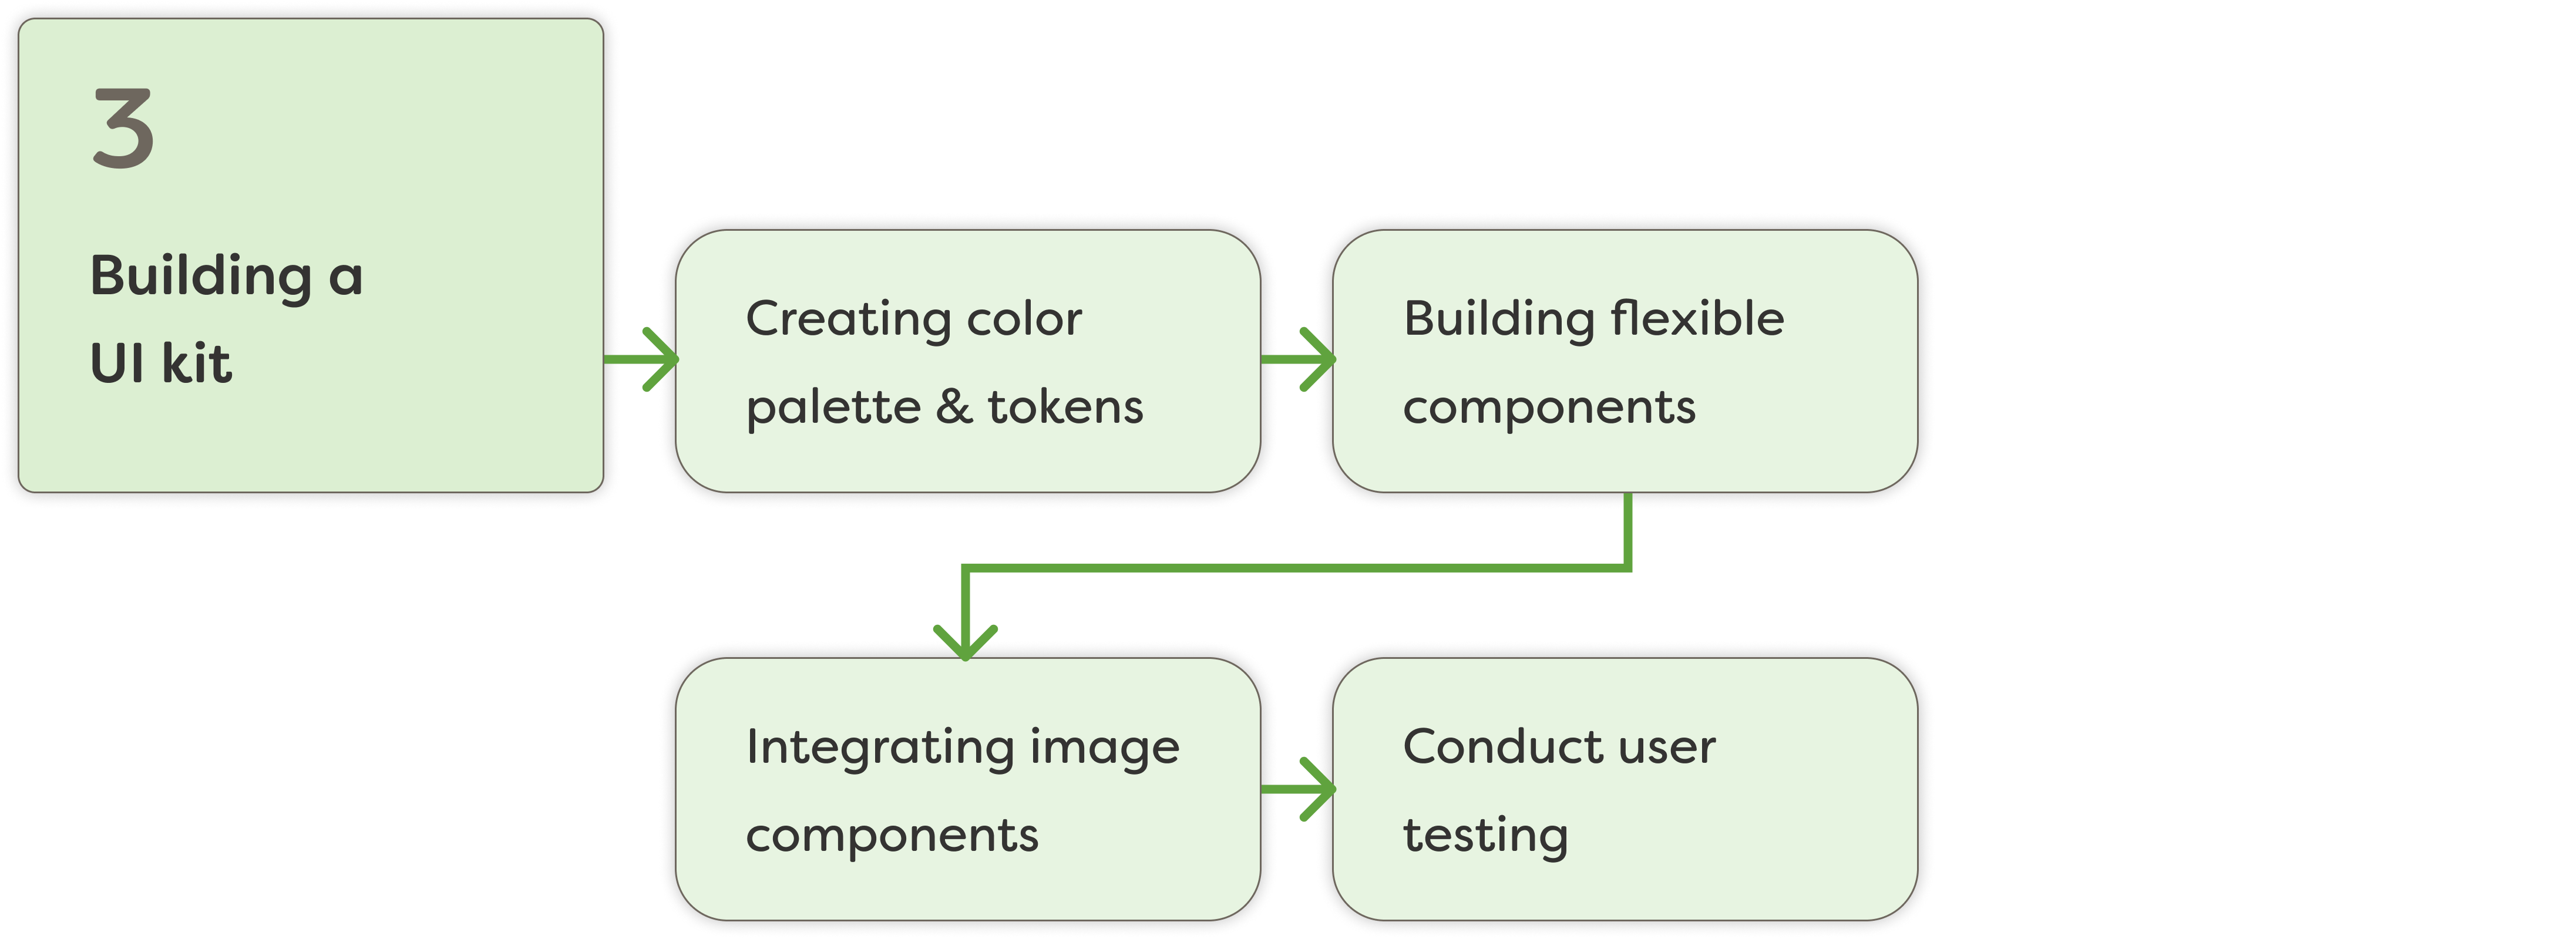 3
Building a
UI kit
Creating color
palette & tokens
Building flexible
components
Integrating image
components
Conduct user
testing